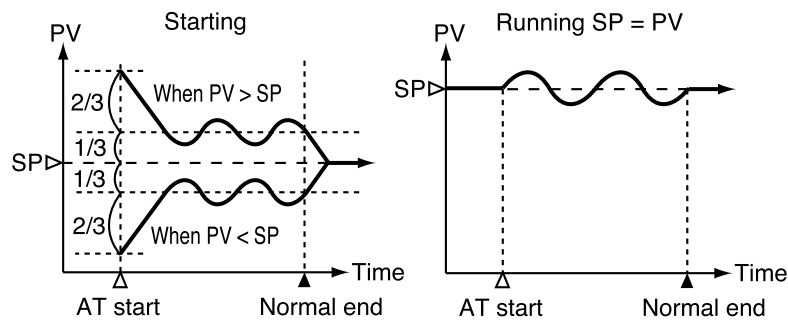 Starting
PV
2/3
When PV > SP
1/3
SP
1/3
2/3
When PV < SP
Time
AT start
Normal end
Running SP = PV
PV
SP
Time
AT start
Normal end